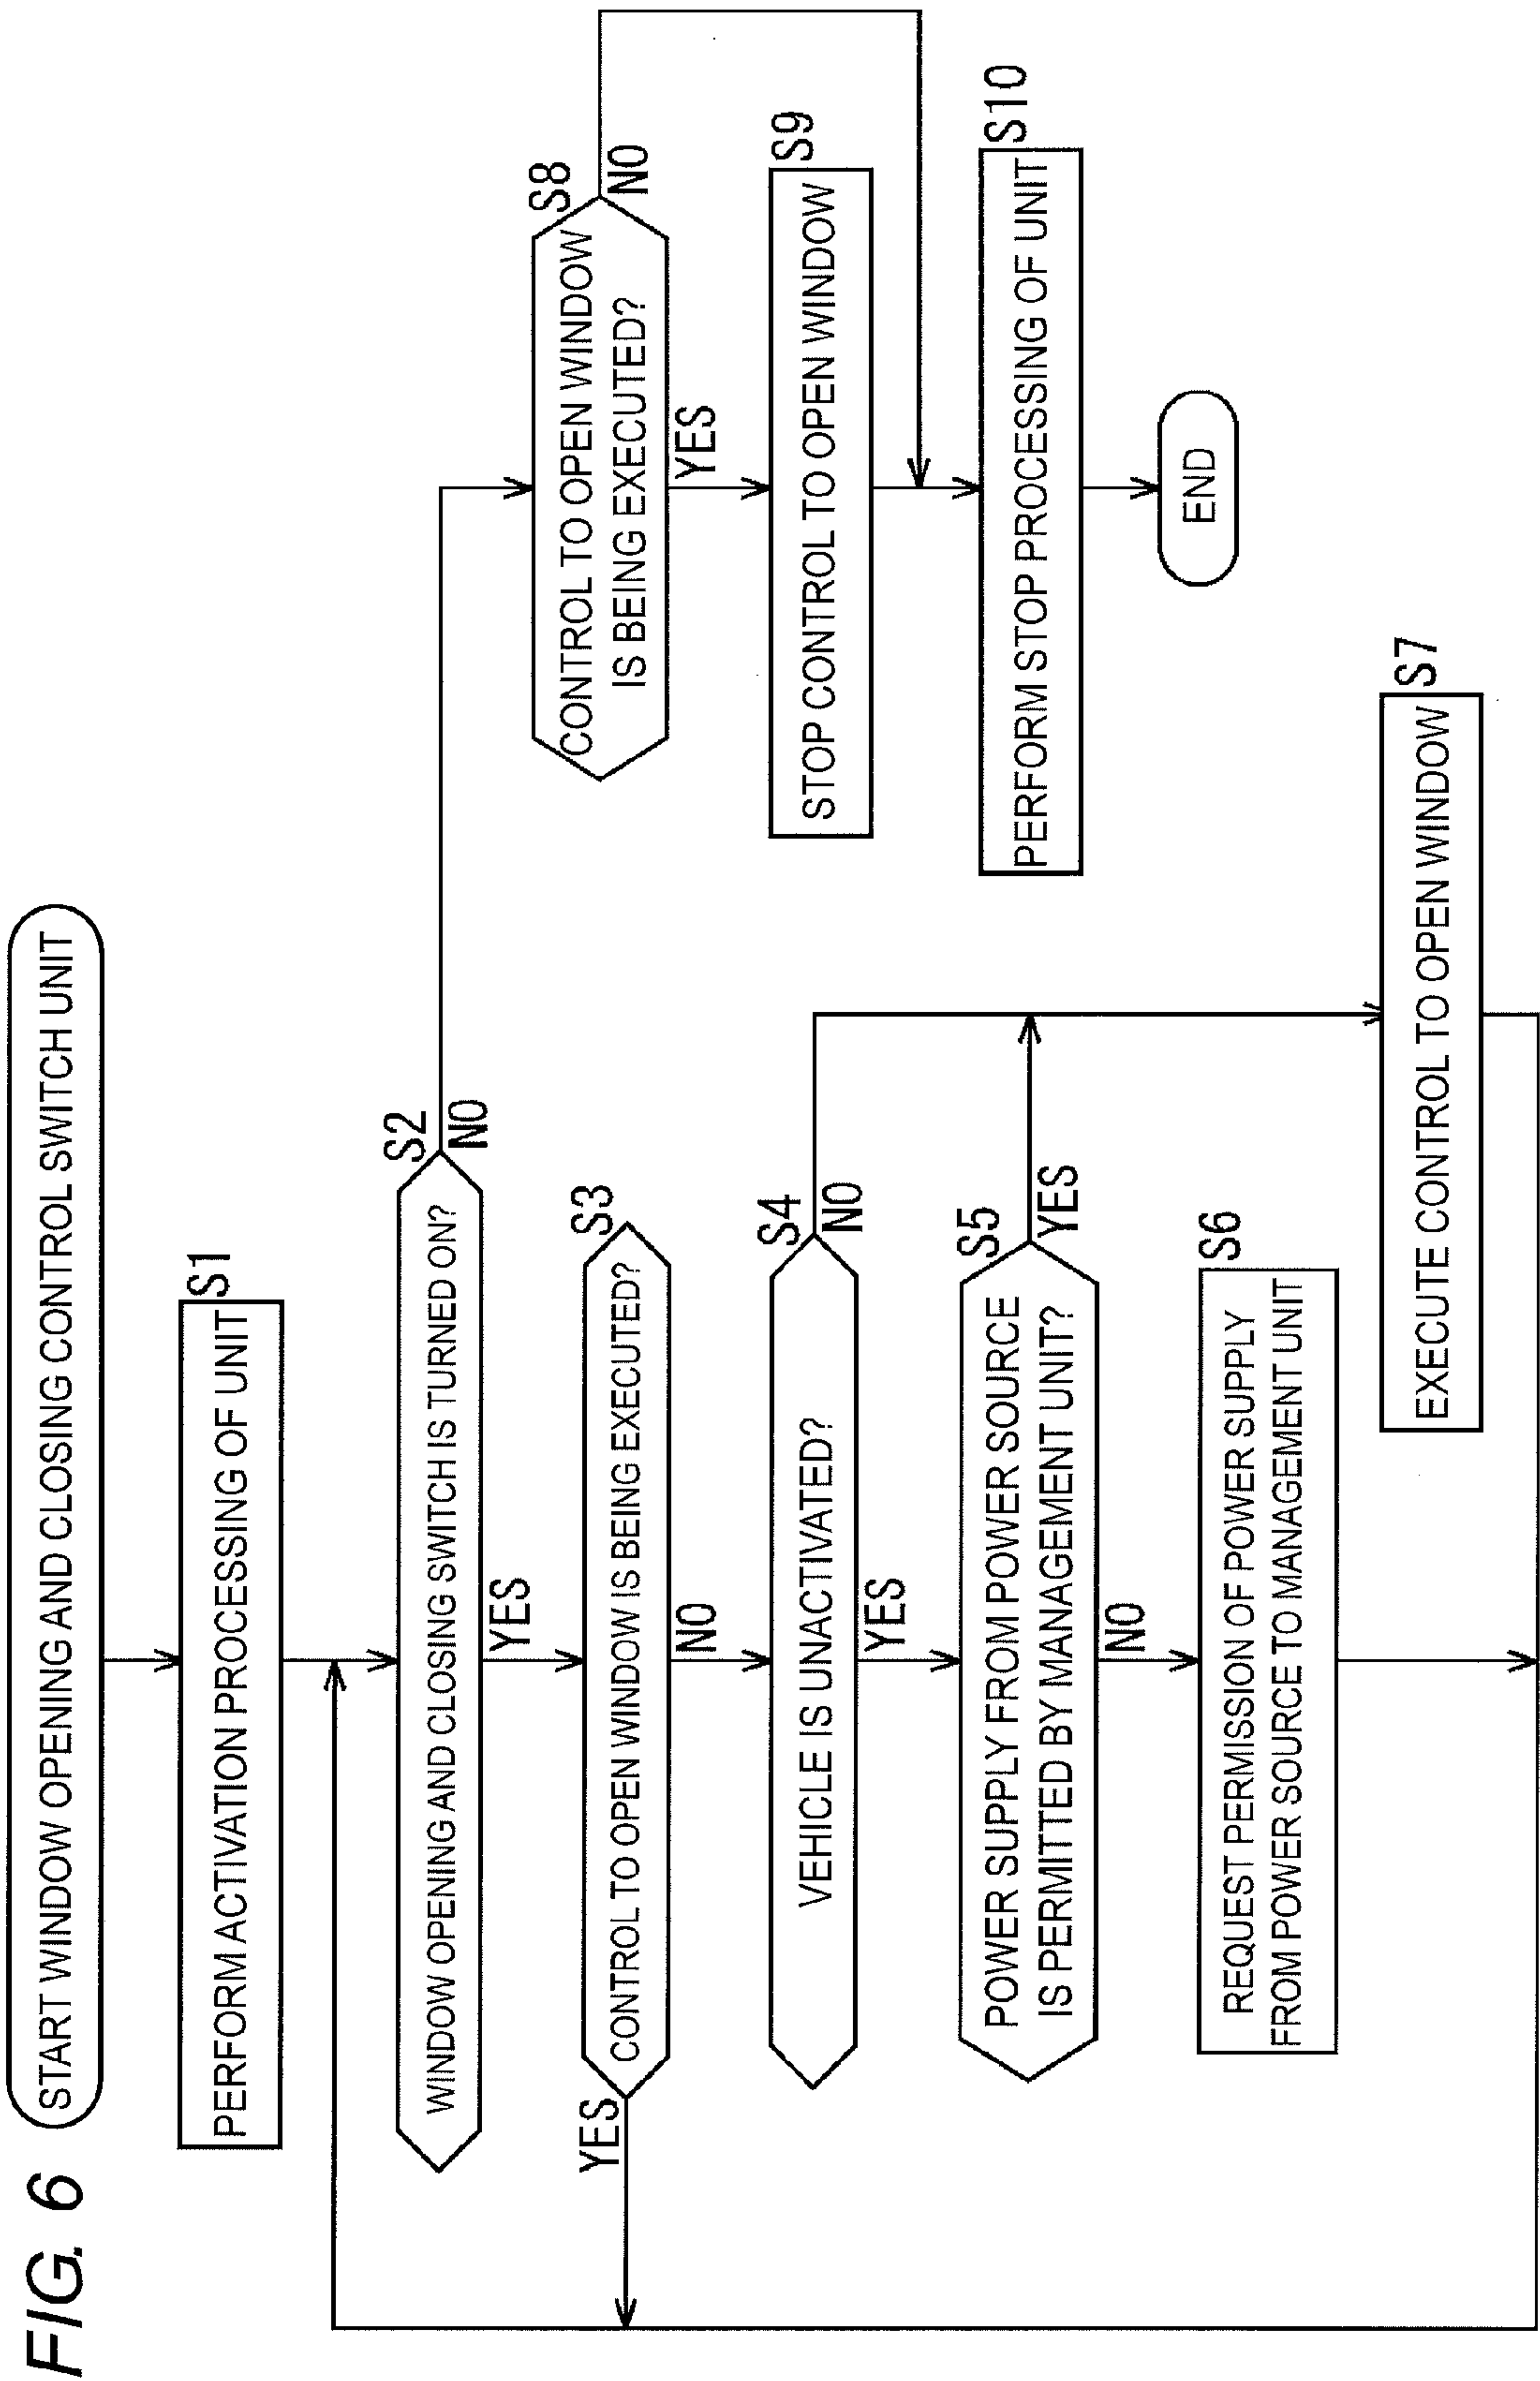 FIG. 6
START WINDOW OPENING AND CLOSING CONTROL SWITCH UNIT
PERFORM ACTIVATION PROCESSING OF UNIT
S1
WINDOW OPENING AND CLOSING SWITCH IS TURNED ON?
S2
NO
YES
CONTROL TO OPEN WINDOW IS BEING EXECUTED?
S3
YES
NO
VEHICLE IS UNACTIVATED?
S4
NO
YES
POWER SUPPLY FROM POWER SOURCE
IS PERMITTED BY MANAGEMENT UNIT?
S5
YES
NO
REQUEST PERMISSION OF POWER SUPPLY
FROM POWER SOURCE TO MANAGEMENT UNIT
S6
EXECUTE CONTROL TO OPEN WINDOW
S7
CONTROL TO OPEN WINDOW
IS BEING EXECUTED?
S8
NO
YES
STOP CONTROL TO OPEN WINDOW
S9
PERFORM STOP PROCESSING OF UNIT
S10
END